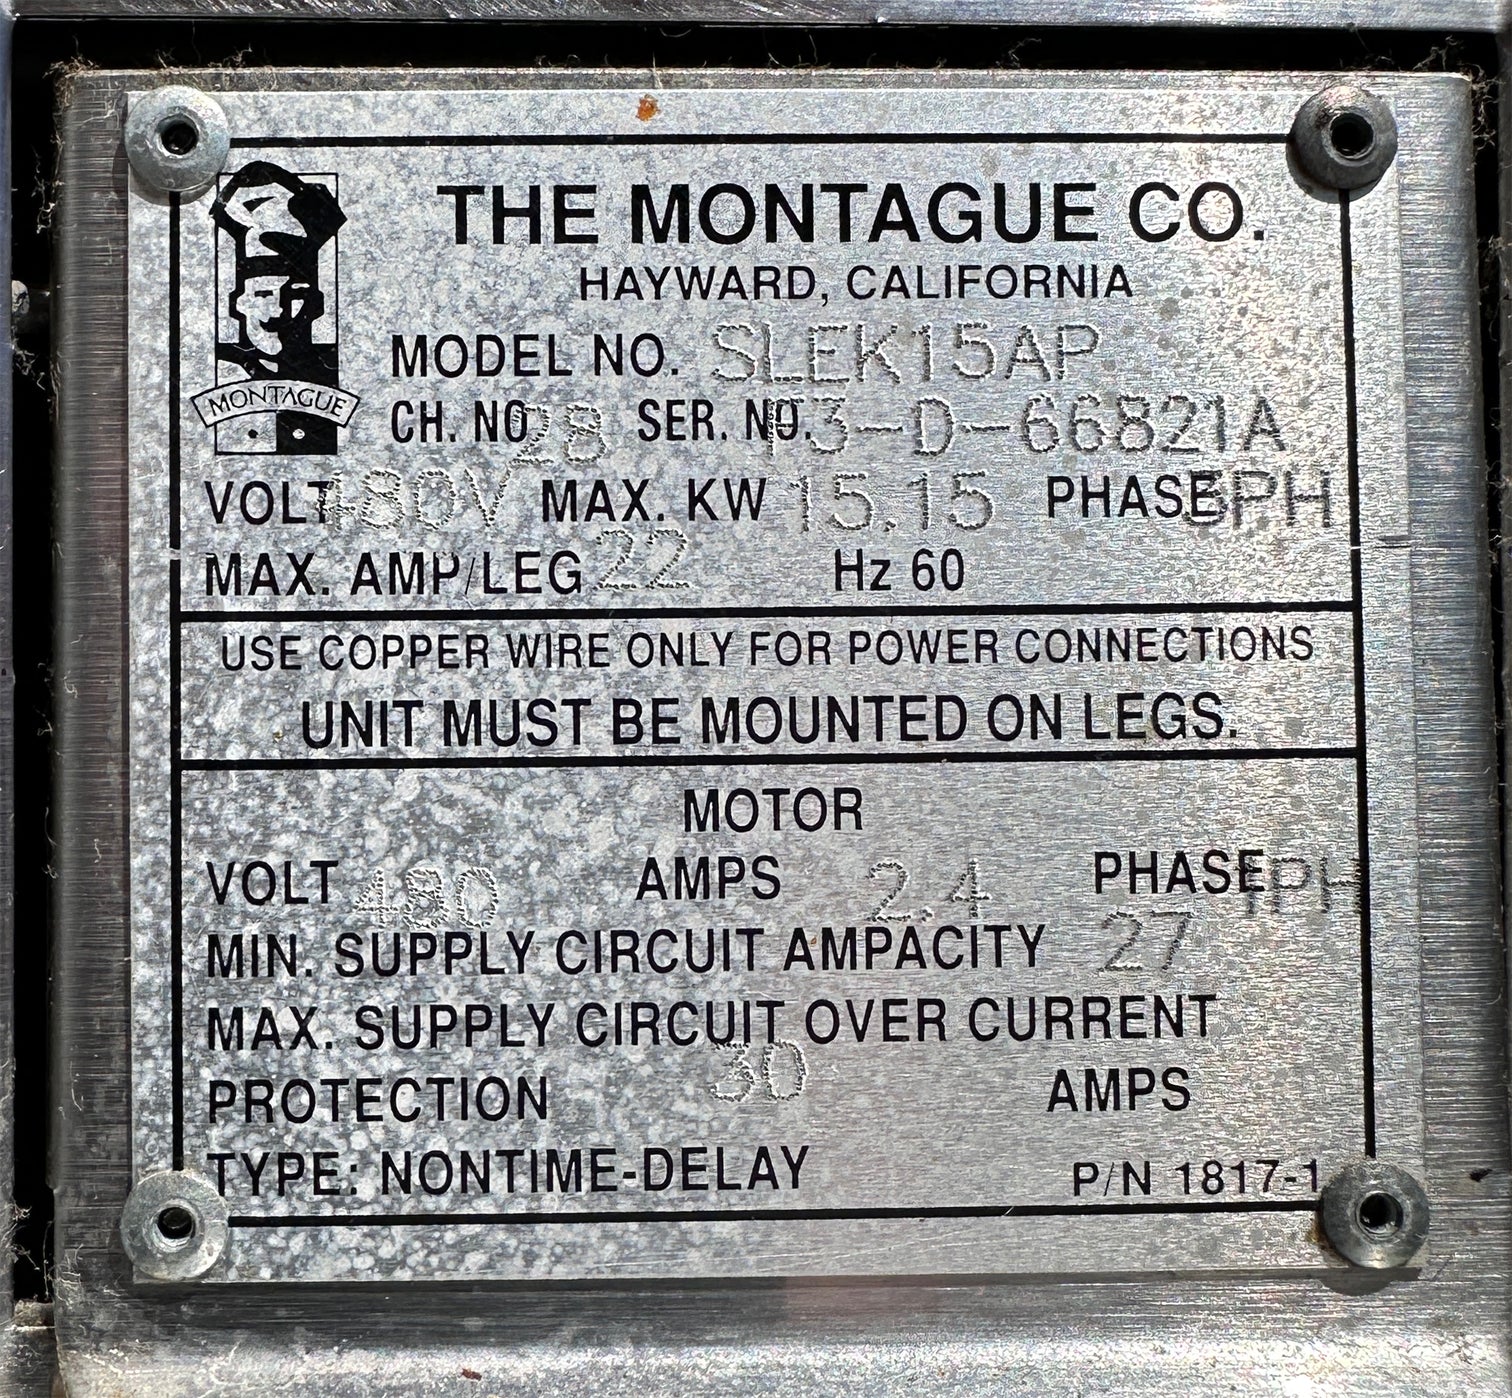 THE MONTAGUE CO.
HAYWARD, CALIFORNIA
MONTAGUE
MODEL NO. SLEK15AP
CH. NO. 28 SER. NO. 3-D-66821A
VOLT 480V MAX. KW 15.15 PHASE 3PH
MAX. AMP/LEG 22 Hz 60
USE COPPER WIRE ONLY FOR POWER CONNECTIONS
UNIT MUST BE MOUNTED ON LEGS.
MOTOR
VOLT 480 AMPS 2.4 PHASE 1PH
MIN. SUPPLY CIRCUIT AMPACITY 27
MAX. SUPPLY CIRCUIT OVER CURRENT
PROTECTION 30 AMPS
TYPE: NONTIME-DELAY P/N 1817-1